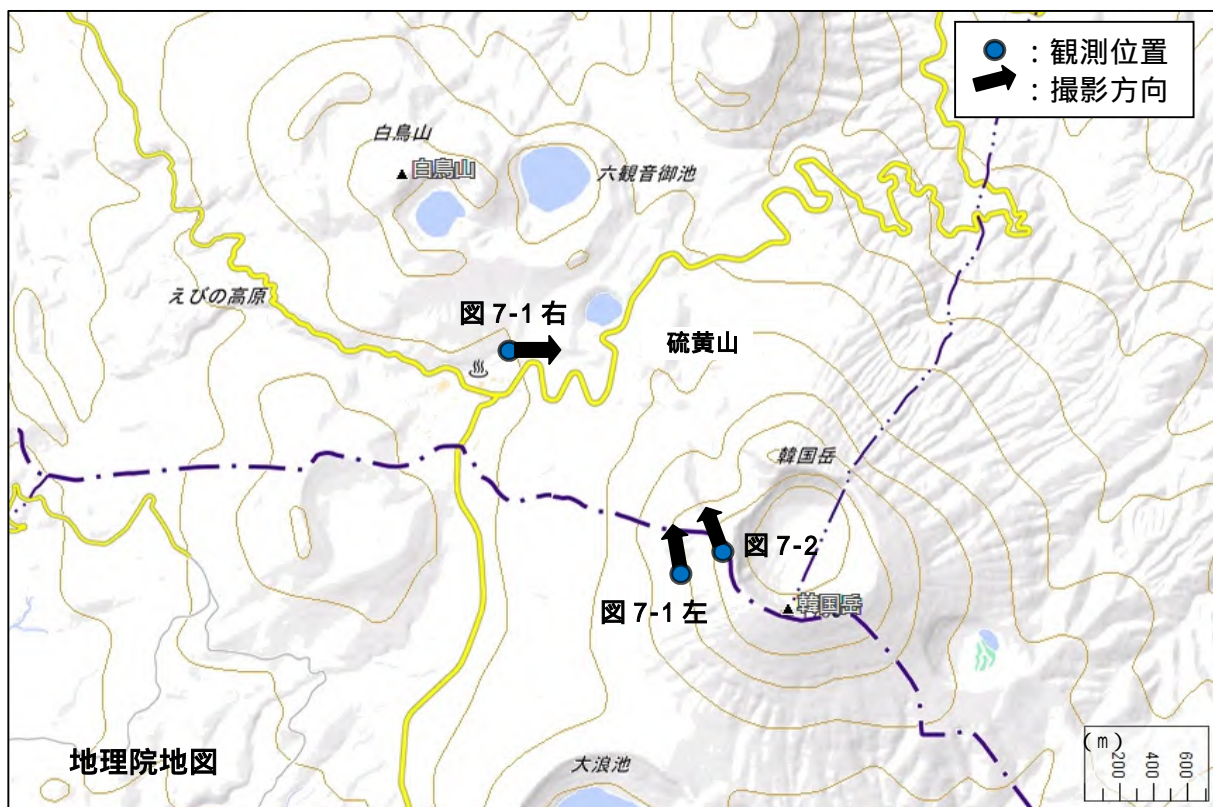 ：観測位置
：撮影方向
白鳥山
白鳥山
六観音御池
えびの高原
図 7-1 右
硫黄山
韓国岳
図 7-2
韓国岳
図 7-1 左
大浪池
地理院地図
(m)
200
400
600